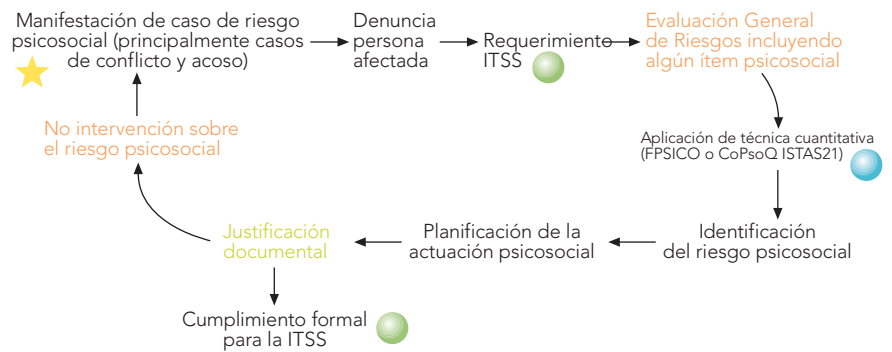 Manifestación de caso de riesgo
psicosocial (principalmente casos
de conflicto y acoso)
Denuncia
persona
afectada
Requerimiento
ITSS
Evaluación General
de Riesgos incluyendo
algún ítem psicosocial
Aplicación de técnica cuantitativa
(FPSICO o CoPsoQ ISTAS21)
Identificación
del riesgo psicosocial
Planificación de la
actuación psicosocial
Justificación
documental
Cumplimiento formal
para la ITSS
No intervención sobre
el riesgo psicosocial